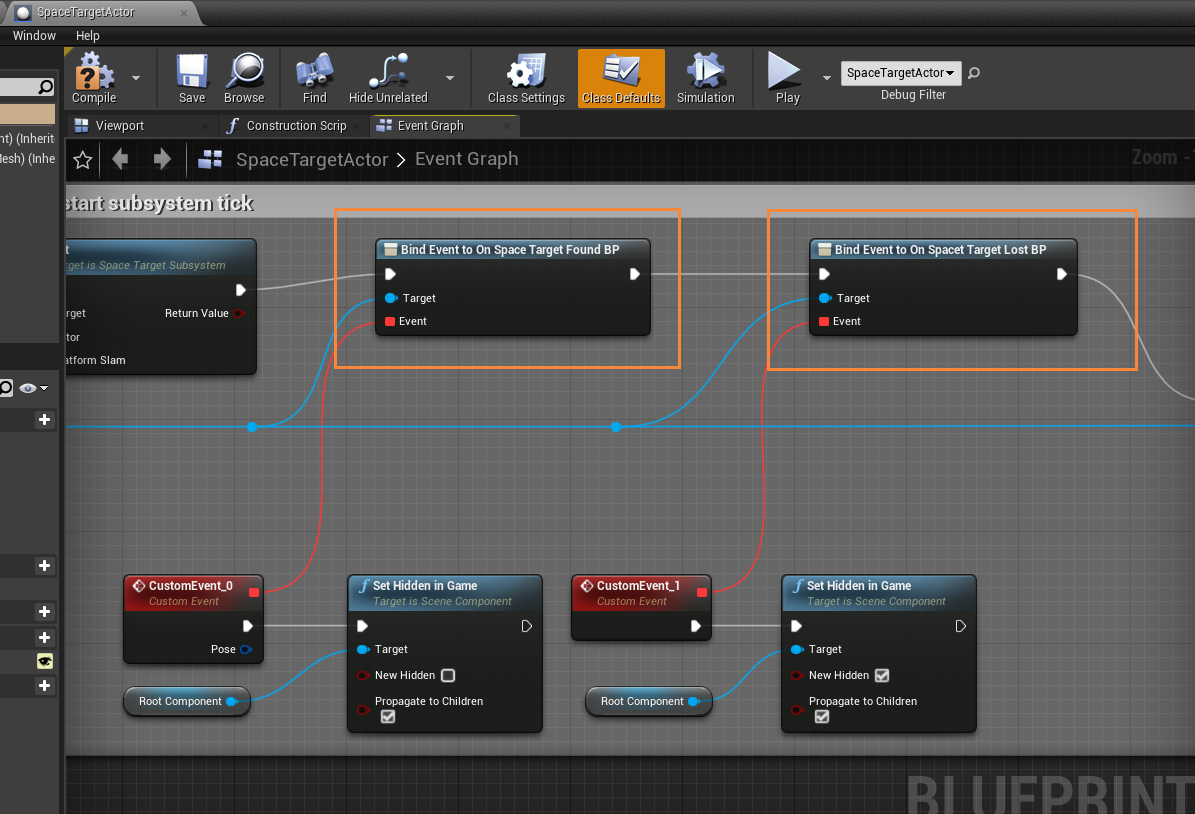 SpaceTargetActor
Window Help
Compile
Save
Browse
Find
Hide Unrelated
Class Settings
Class Defaults
Simulation
Play
SpaceTargetActor
Debug Filter
Viewport
Construction Scrip
Event Graph
nt) (Inherit
Mesh) (Inhe
SpaceTargetActor > Event Graph
Zoom -
start subsystem tick
t
rget is Space Target Subsystem
rget
Return Value
tor
atform Slam
Bind Event to On Space Target Found BP
Target
Event
Bind Event to On Spacet Target Lost BP
Target
Event
CustomEvent_0
Custom Event
Pose
Root Component
Set Hidden in Game
Target is Scene Component
Target
New Hidden
Propagate to Children
CustomEvent_1
Custom Event
Root Component
Set Hidden in Game
Target is Scene Component
Target
New Hidden
Propagate to Children
BLUEPRINT